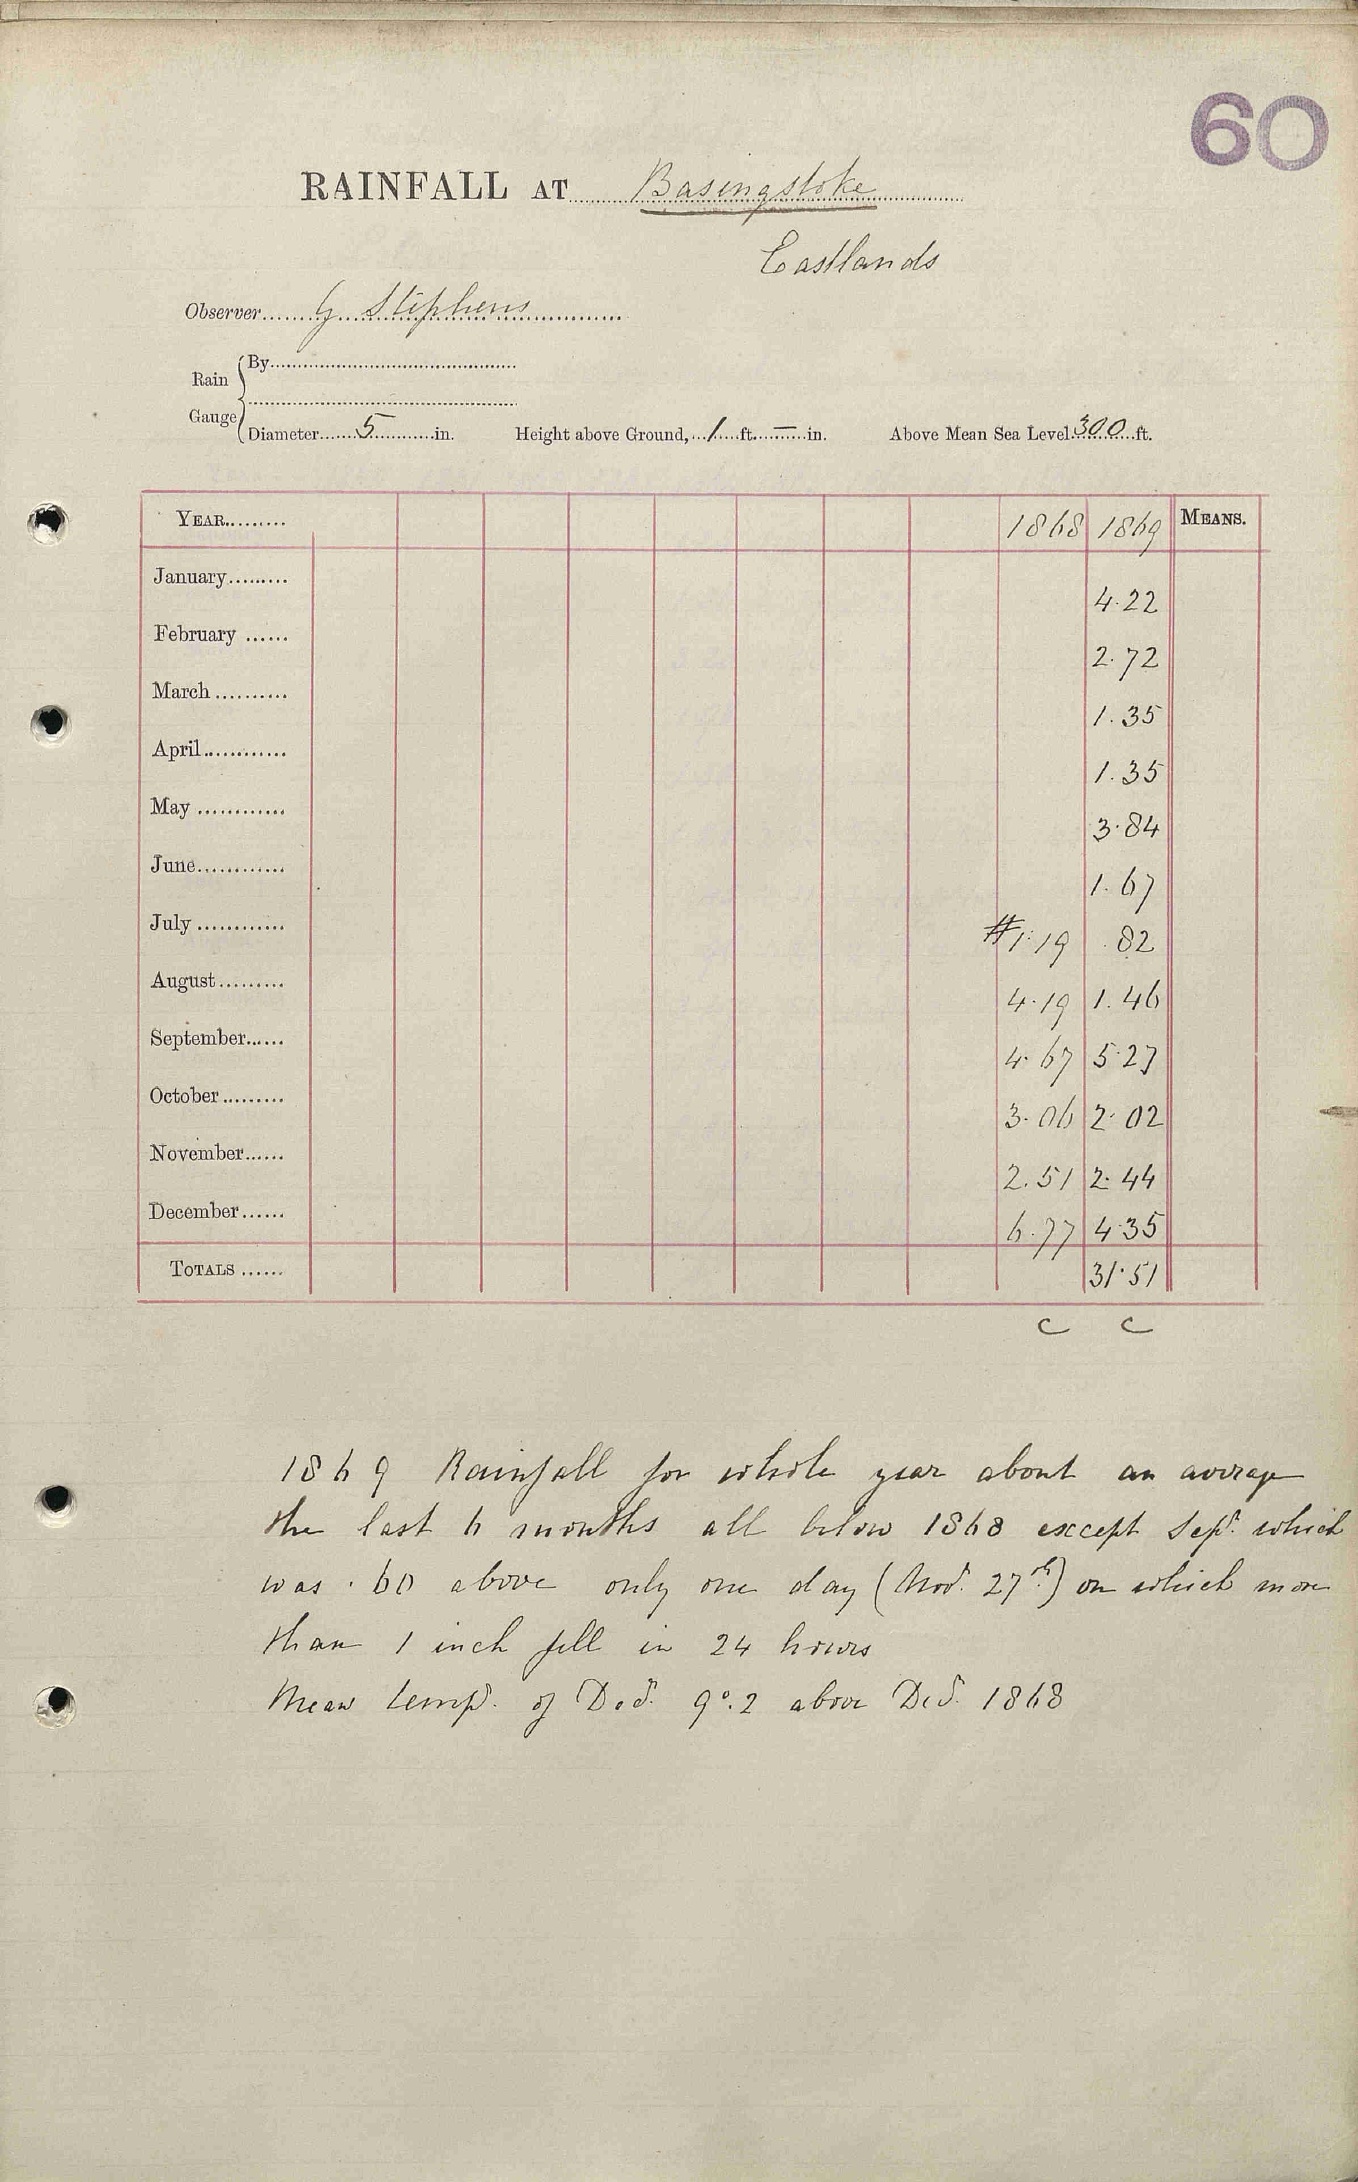 60
RAINFALL AT Basingstoke
Eastlands
Observer G Stephens
Rain Gauge
By
Diameter 5 in. Height above Ground, 1 ft. — in. Above Mean Sea Level 300 ft.
YEAR 1868 1869 MEANS.
January 4.22
February 2.72
March 1.35
April 1.35
May 3.84
June 1.67
July #1.19 .82
August 4.19 1.46
September 4.67 5.27
October 3.06 2.02
November 2.51 2.44
December 6.77 4.35
TOTALS 31.51
C C
1869 Rainfall for whole year about an average
the last 6 months all below 1868 except Sepr. which
was .60 above only one day (Novr. 27th) on which more
than 1 inch fell in 24 hours
Mean tempr. of Decr. 9°.2 above Decr. 1868